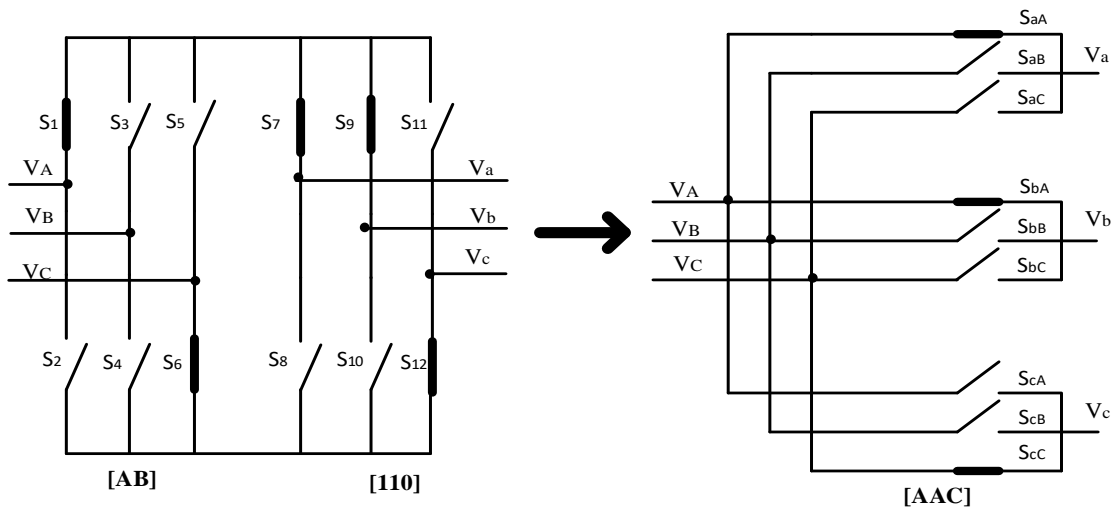 S1
S3
S5
S7
S9
S11
VA
VB
VC
Va
Vb
Vc
S2
S4
S6
S8
S10
S12
[AB]
[110]
SaA
SaB
SaC
Va
VA
VB
VC
SbA
SbB
SbC
Vb
ScA
ScB
ScC
Vc
[AAC]